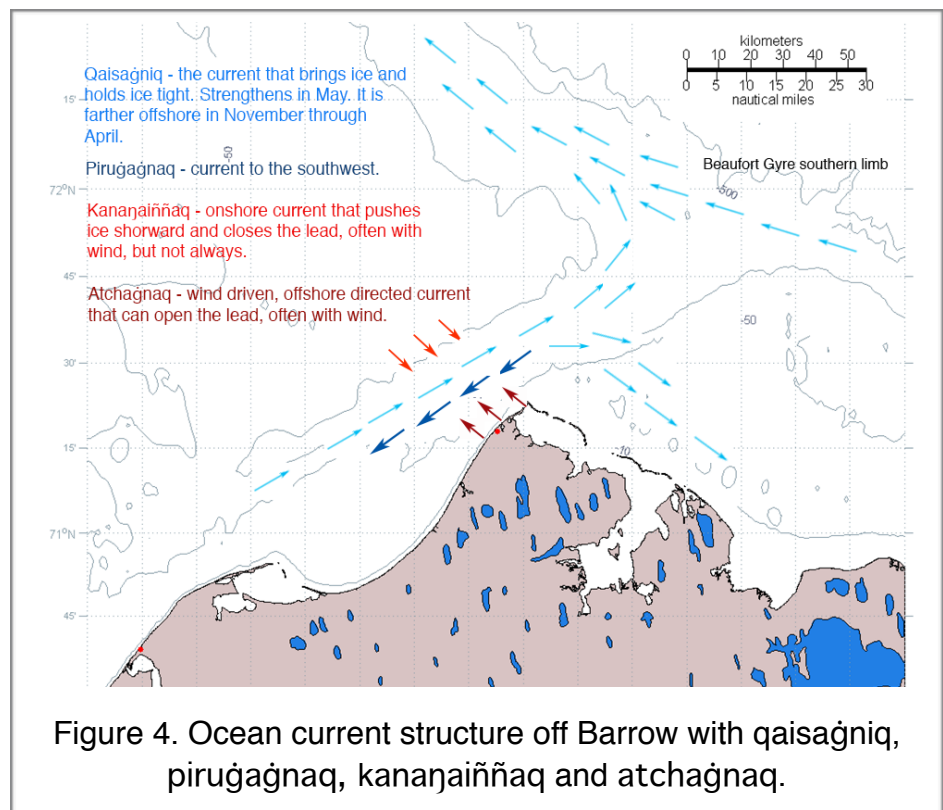 kilometers
0 10 20 30 40 50
0 5 10 15 20 25 30
nautical miles
Qaisaġniq - the current that brings ice and
holds ice tight. Strengthens in May. It is
farther offshore in November through
April.
15'
-50
Piruġaġnaq - current to the southwest.
Beaufort Gyre southern limb
72°N
-500
Kanaŋaiññaq - onshore current that pushes
ice shorward and closes the lead, often with
wind, but not always.
45'
Atchaġnaq - wind driven, offshore directed current
that can open the lead, often with wind.
-50
30'
15'
-10
71°N
45'
Figure 4. Ocean current structure off Barrow with qaisaġniq,
piruġaġnaq, kanaŋaiññaq and atchaġnaq.